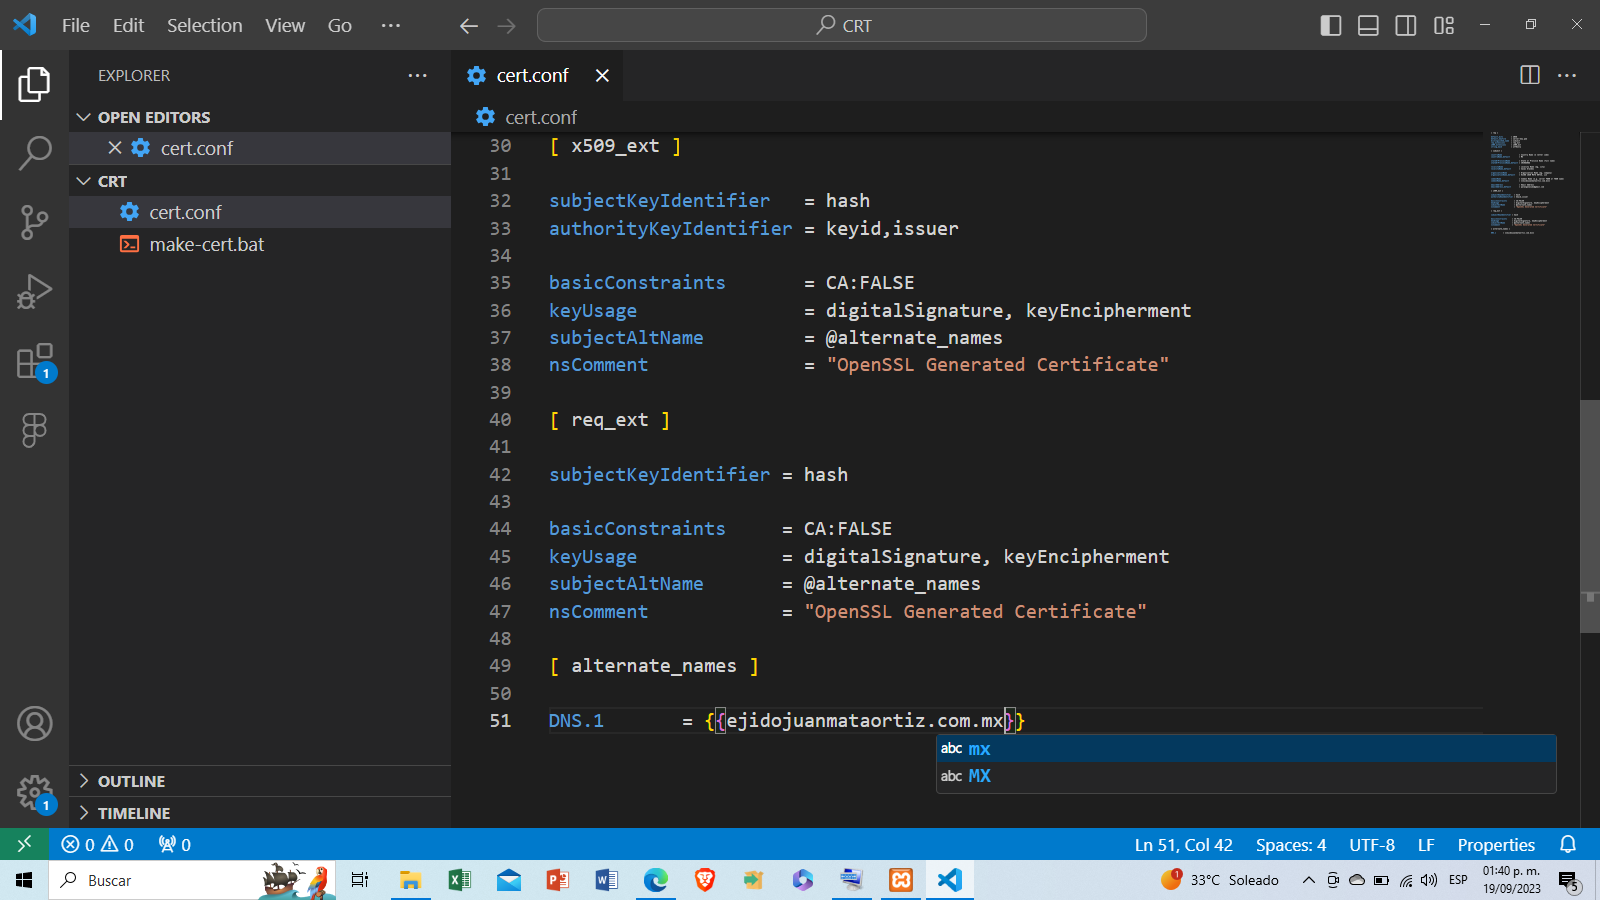 File Edit Selection View Go ···
CRT
EXPLORER
OPEN EDITORS
cert.conf
CRT
cert.conf
make-cert.bat
OUTLINE
TIMELINE
1
1
cert.conf
cert.conf
30 [ x509_ext ]
31
32 subjectKeyIdentifier = hash
33 authorityKeyIdentifier = keyid,issuer
34
35 basicConstraints = CA:FALSE
36 keyUsage = digitalSignature, keyEncipherment
37 subjectAltName = @alternate_names
38 nsComment = "OpenSSL Generated Certificate"
39
40 [ req_ext ]
41
42 subjectKeyIdentifier = hash
43
44 basicConstraints = CA:FALSE
45 keyUsage = digitalSignature, keyEncipherment
46 subjectAltName = @alternate_names
47 nsComment = "OpenSSL Generated Certificate"
48
49 [ alternate_names ]
50
51 DNS.1 = {{ejidojuanmataortiz.com.mx}}
abc mx
abc MX
0 0 0 Ln 51, Col 42 Spaces: 4 UTF-8 LF Properties
Buscar
1 33°C Soleado ESP
01:40 p. m.
19/09/2023
5